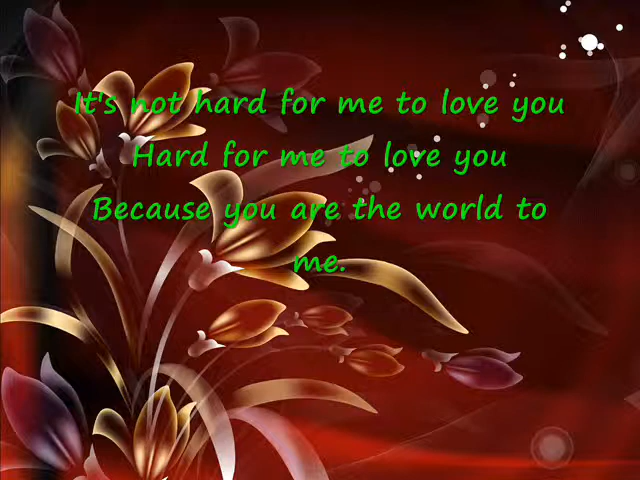 It's not hard for me to love you
Hard for me to love you
Because you are the world to
me.